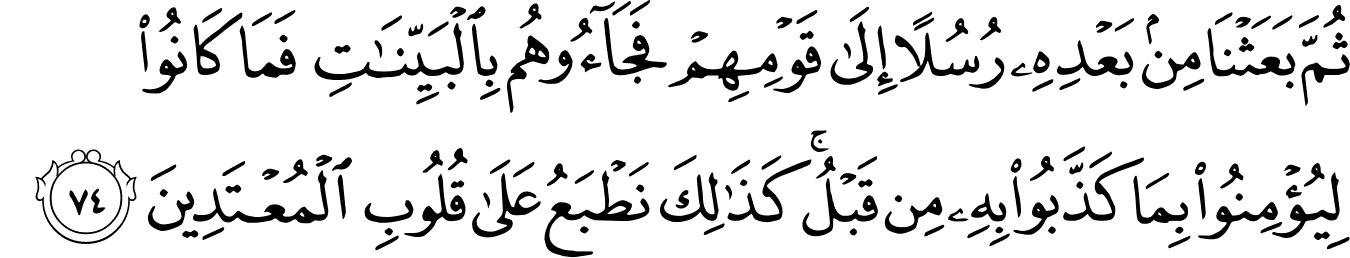 ثُمَّ بَعَثْنَا مِنۢ بَعْدِهِۦ رُسُلًا إِلَىٰ قَوْمِهِمْ فَجَآءُوهُم بِٱلْبَيِّنَـٰتِ فَمَا كَانُوا۟
لِيُؤْمِنُوا۟ بِمَا كَذَّبُوا۟ بِهِۦ مِن قَبْلُ ۚ كَذَٰلِكَ نَطْبَعُ عَلَىٰ قُلُوبِ ٱلْمُعْتَدِينَ ٧٤